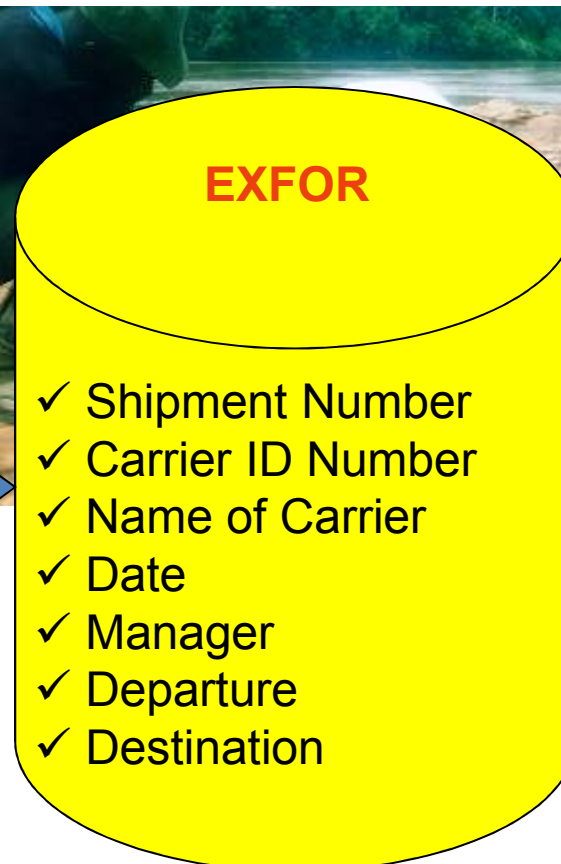 EXFOR
✓ Shipment Number
✓ Carrier ID Number
✓ Name of Carrier
✓ Date
✓ Manager
✓ Departure
✓ Destination